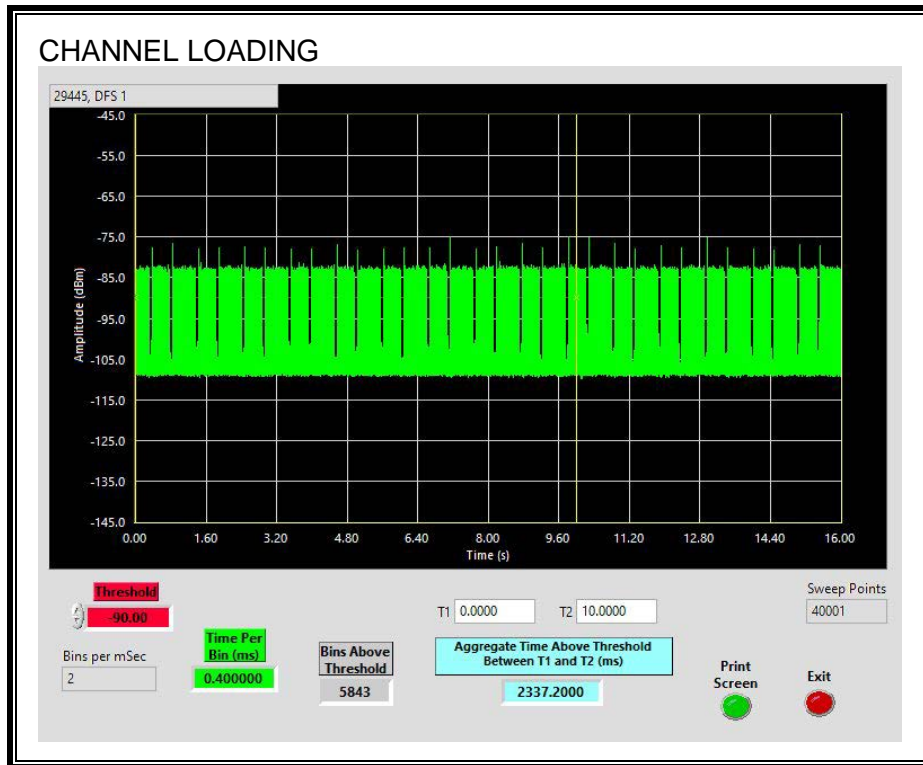 CHANNEL LOADING
29445, DFS 1
-45.0
-55.0
-65.0
-75.0
-85.0
-95.0
-105.0
-115.0
-125.0
-135.0
-145.0
Amplitude (dBm)
0.00 1.60 3.20 4.80 6.40 8.00 9.60 11.20 12.80 14.40 16.00
Time (s)
Threshold
-90.00
Bins per mSec
2
Time Per
Bin (ms)
0.400000
Bins Above
Threshold
5843
T1 0.0000 T2 10.0000
Aggregate Time Above Threshold
Between T1 and T2 (ms)
2337.2000
Sweep Points
40001
Print
Screen
Exit